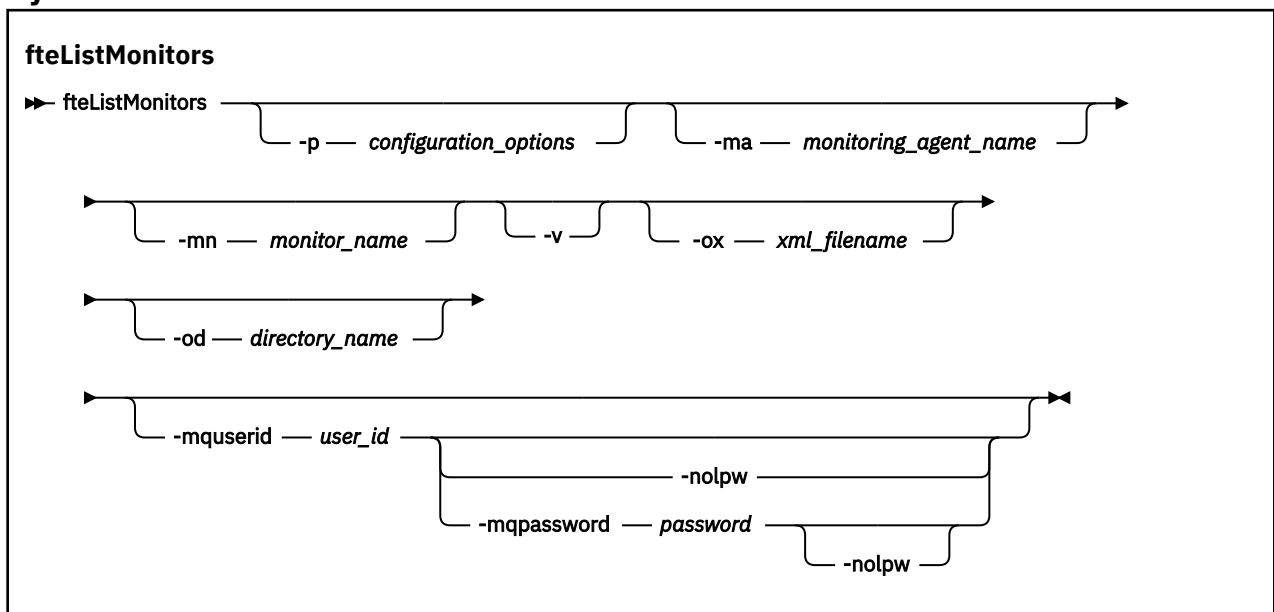 fteListMonitors
fteListMonitors
-p configuration_options -ma monitoring_agent_name
-mn monitor_name -v -ox xml_filename
-od directory_name
-mquserid user_id
-nolpw
-mqpassword password
-nolpw